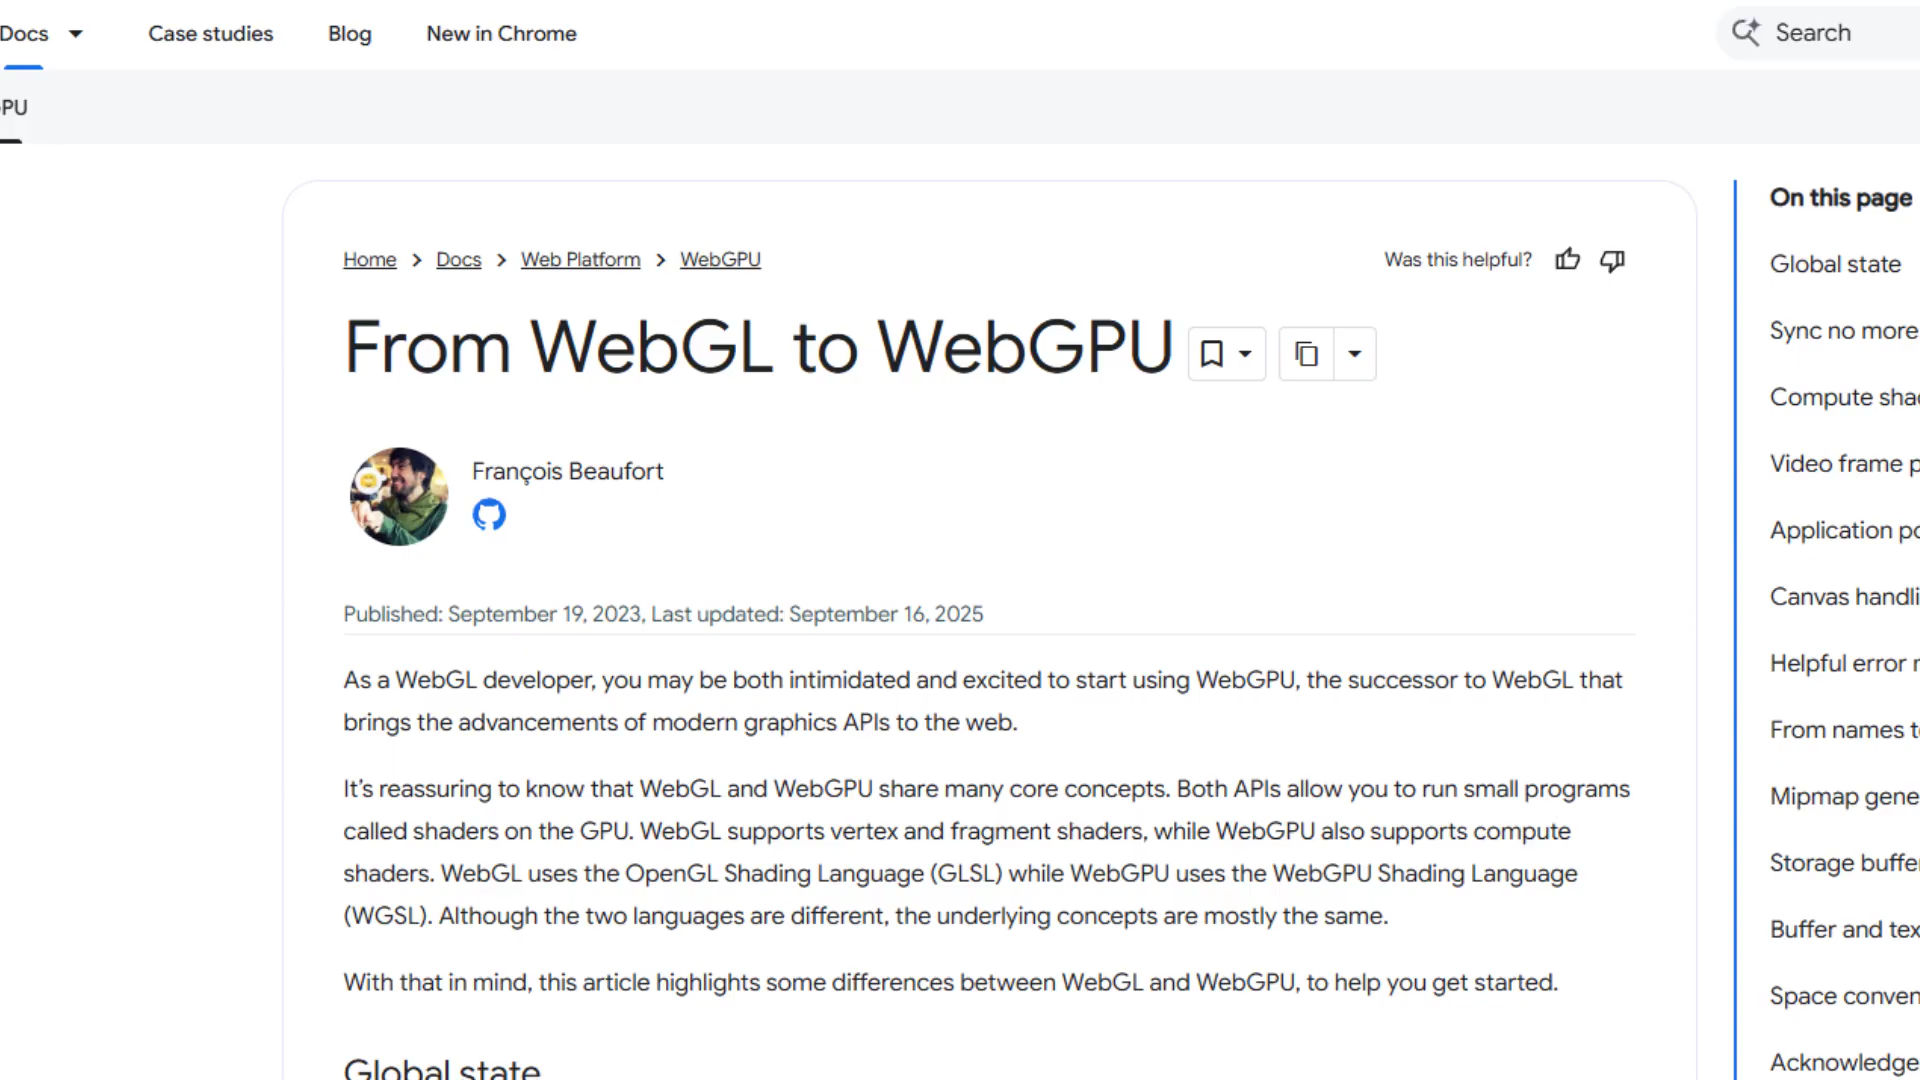 Docs
Case studies
Blog
New in Chrome
Search
PU
Home
Docs
Web Platform
WebGPU
Was this helpful?
From WebGL to WebGPU
François Beaufort
Published: September 19, 2023, Last updated: September 16, 2025
As a WebGL developer, you may be both intimidated and excited to start using WebGPU, the successor to WebGL that
brings the advancements of modern graphics APIs to the web.
It’s reassuring to know that WebGL and WebGPU share many core concepts. Both APIs allow you to run small programs
called shaders on the GPU. WebGL supports vertex and fragment shaders, while WebGPU also supports compute
shaders. WebGL uses the OpenGL Shading Language (GLSL) while WebGPU uses the WebGPU Shading Language
(WGSL). Although the two languages are different, the underlying concepts are mostly the same.
With that in mind, this article highlights some differences between WebGL and WebGPU, to help you get started.
Global state
On this page
Global state
Sync no more
Compute
Video frame
Application
Canvas
Helpful error
From names
Mipmap
Storage
Buffer and
Space